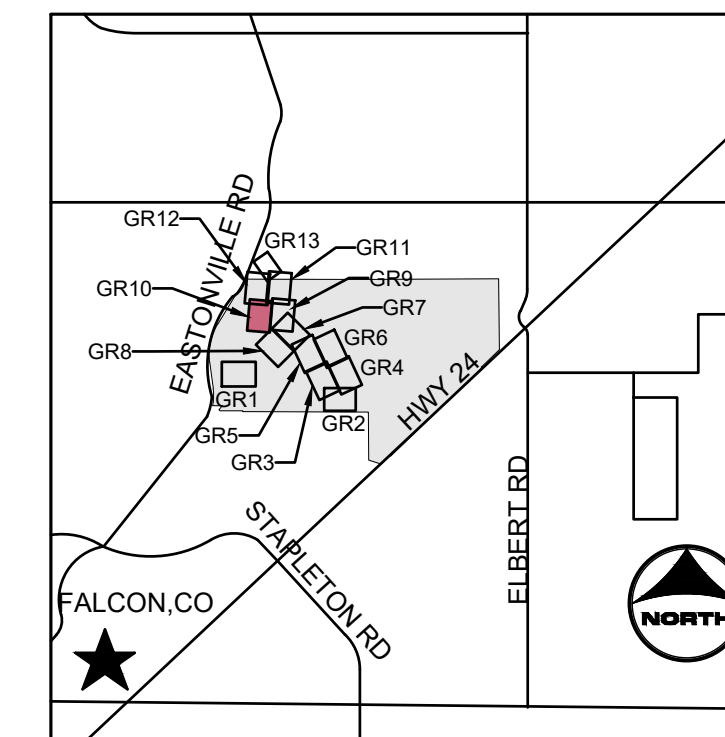 EASTONVILLE RD
GR12
GR13
GR11
GR9
GR10
GR7
GR6
GR8
GR4
GR1
GR2
GR5
GR3
HWY 24
STAPLETON RD
ELBERT RD
FALCON,CO
NORTH